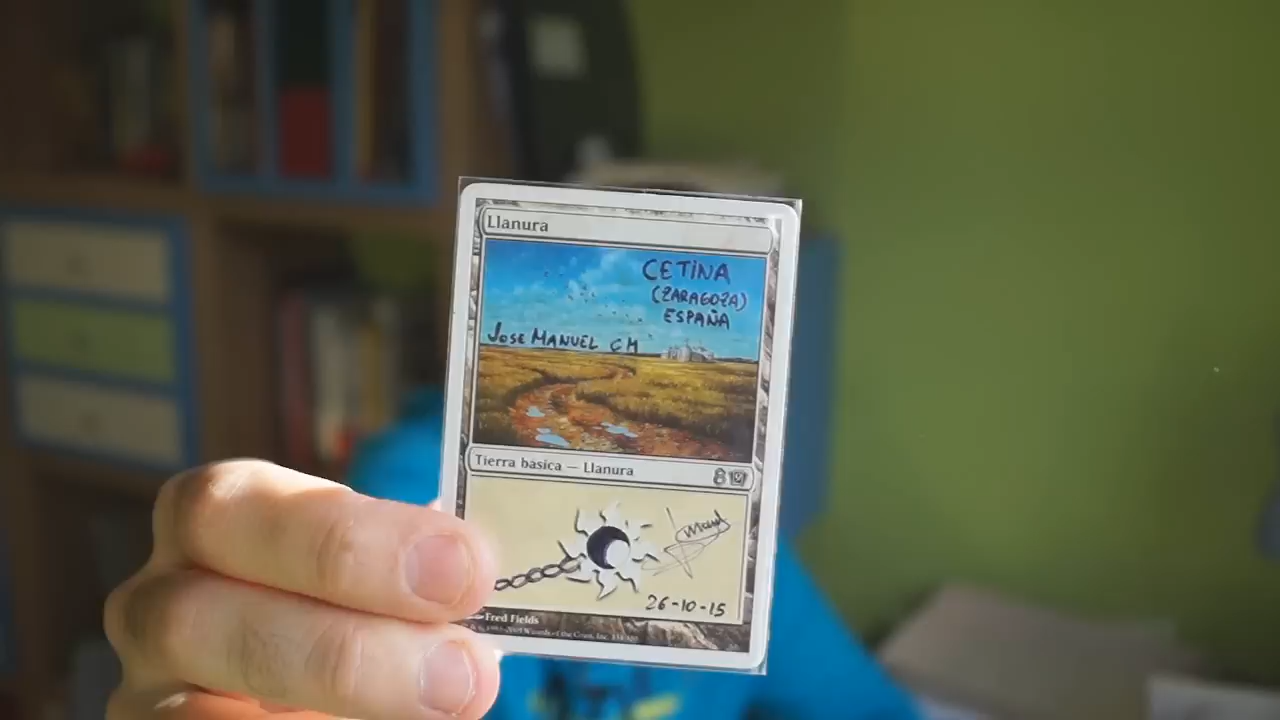 Llanura
CETINA
(ZARAGOZA)
ESPAÑA
JOSE MANUEL CM
Tierra básica — Llanura
26-10-15
Fred Fields